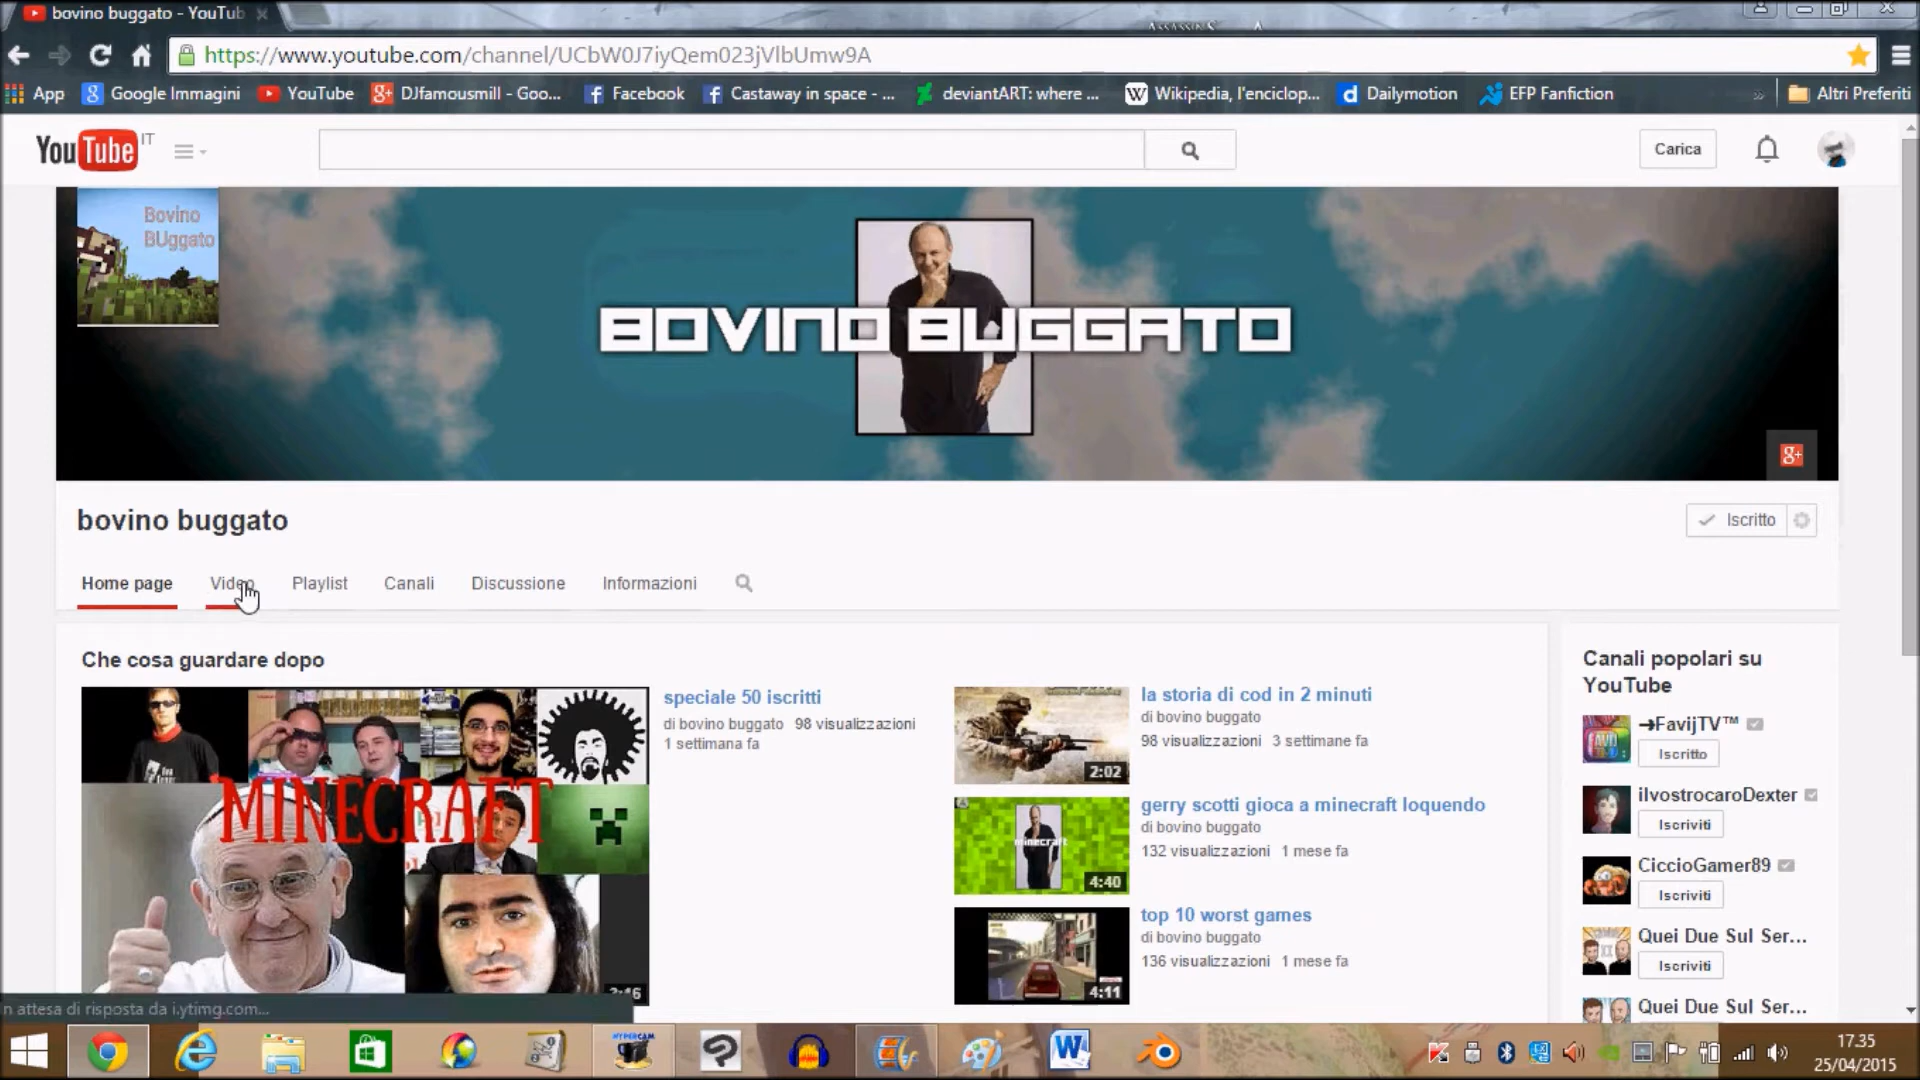 bovino buggato - YouTub
https://www.youtube.com/channel/UCbW0J7iyQem023jVlbUmw9A
App
Google Immagini
YouTube
DJfamousmill - Goo...
Facebook
Castaway in space - ...
deviantART: where ...
Wikipedia, l'enciclop...
Dailymotion
EFP Fanfiction
»
Altri Preferiti
YouTube IT
Carica
Bovino
BUggato
BOVINO BUGGATO
g+
bovino buggato
Iscritto
Home page
Video
Playlist
Canali
Discussione
Informazioni
Che cosa guardare dopo
MINECRAFT
speciale 50 iscritti
di bovino buggato 98 visualizzazioni
1 settimana fa
la storia di cod in 2 minuti
di bovino buggato
98 visualizzazioni 3 settimane fa
2:02
gerry scotti gioca a minecraft loquendo
di bovino buggato
132 visualizzazioni 1 mese fa
minecraft
4:40
top 10 worst games
di bovino buggato
136 visualizzazioni 1 mese fa
4:11
Canali popolari su
YouTube
➜FavijTV™
Iscritto
ilvostrocaroDexter
Iscriviti
CiccioGamer89
Iscriviti
Quei Due Sul Ser...
Iscriviti
Quei Due Sul Ser...
n attesa di risposta da i.ytimg.com...
HYPERCAM
17.35
25/04/2015